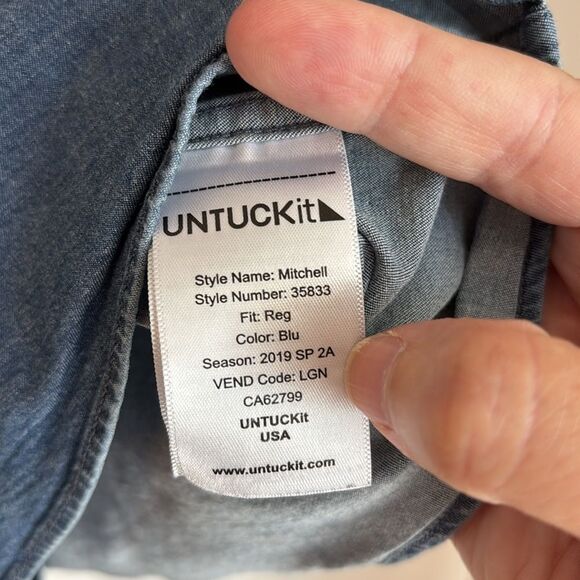 UNTUCKit
Style Name: Mitchell
Style Number: 35833
Fit: Reg
Color: Blu
Season: 2019 SP 2A
VEND Code: LGN
CA62799
UNTUCKit
USA
www.untuckit.com